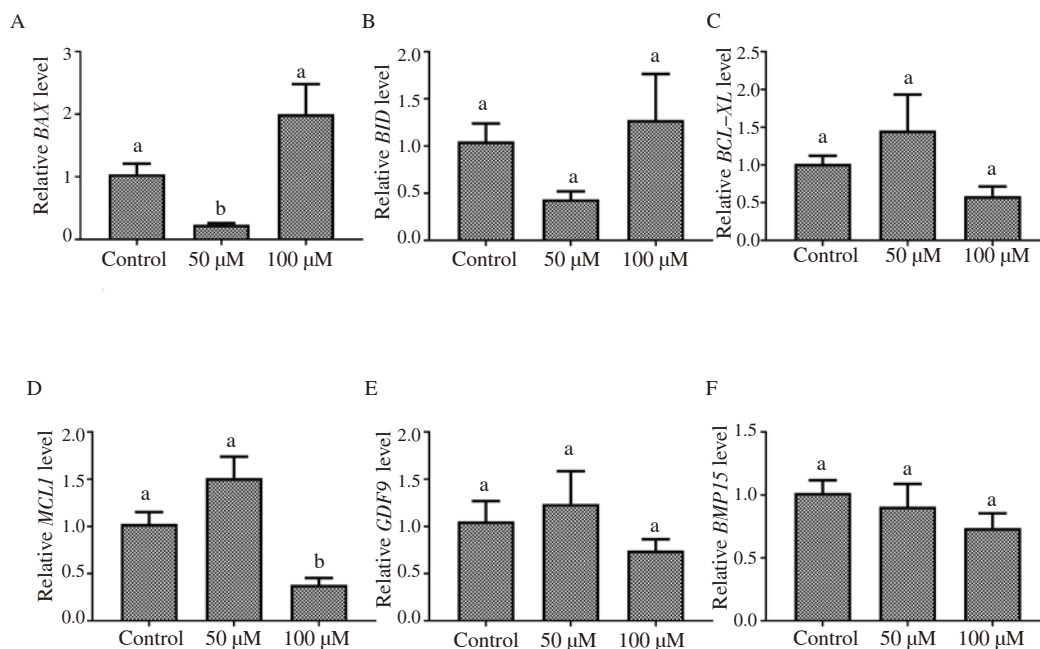 A
Relative BAX level
3
2
1
0
a
b
a
Control 50 μM 100 μM
B
Relative BID level
2.0
1.5
1.0
0.5
0.0
a
a
a
Control 50 μM 100 μM
C
Relative BCL-XL level
2.5
2.0
1.5
1.0
0.5
0.0
a
a
a
Control 50 μM 100 μM
D
Relative MCL1 level
2.0
1.5
1.0
0.5
0.0
a
a
b
Control 50 μM 100 μM
E
Relative GDF9 level
2.0
1.5
1.0
0.5
0.0
a
a
a
Control 50 μM 100 μM
F
Relative BMP15 level
1.5
1.0
0.5
0.0
a
a
a
Control 50 μM 100 μM